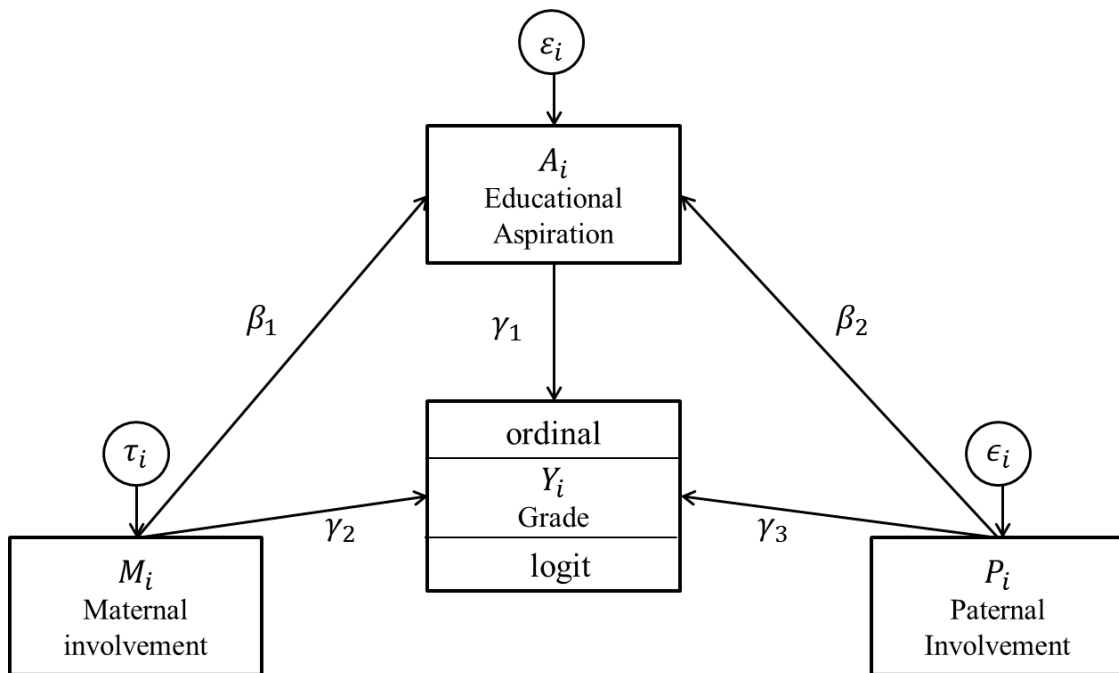 εᵢ
Aᵢ
Educational
Aspiration
β₁
γ₁
β₂
τᵢ
ordinal
ϵᵢ
Yᵢ
Grade
γ₂
γ₃
logit
Mᵢ
Maternal
involvement
Pᵢ
Paternal
Involvement